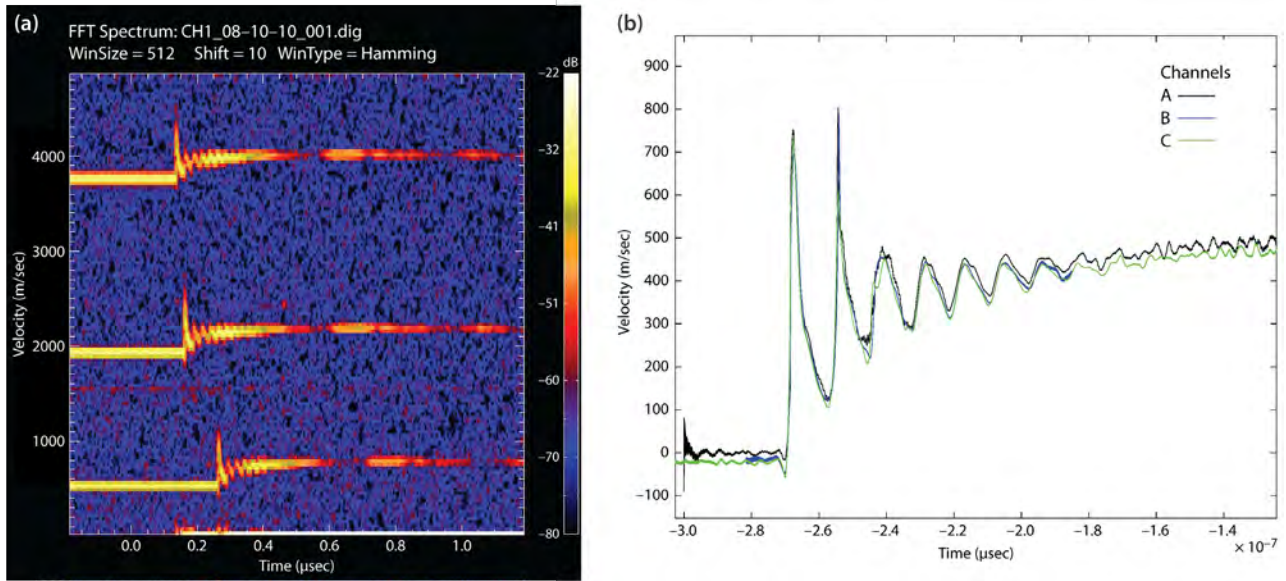 (a)
FFT Spectrum: CH1_08–10–10_001.dig
WinSize = 512 Shift = 10 WinType = Hamming
dB
–22
–32
–41
–51
–60
–70
–80
4000
3000
2000
1000
Velocity (m/sec)
0.0 0.2 0.4 0.6 0.8 1.0
Time (μsec)
(b)
900
800
700
600
500
400
300
200
100
0
–100
Velocity (m/sec)
Channels
A
B
C
–3.0 –2.8 –2.6 –2.4 –2.2 –2.0 –1.8 –1.6 –1.4
× 10⁻⁷
Time (μsec)